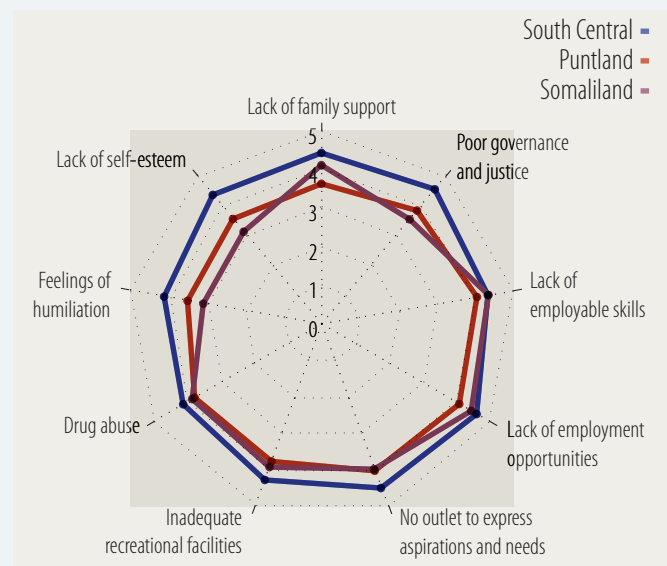 South Central
Puntland
Somaliland
Lack of family support
Poor governance
and justice
Lack of
employable skills
Lack of employment
opportunities
No outlet to express
aspirations and needs
Inadequate
recreational facilities
Drug abuse
Feelings of
humiliation
Lack of self-esteem
5
4
3
2
1
0